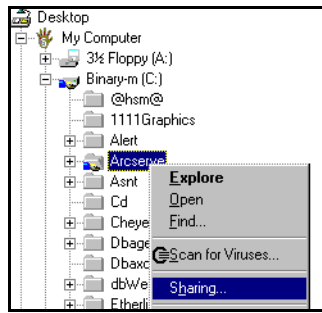 Desktop
My Computer
3½ Floppy (A:)
Binary-m (C:)
@hsm@
1111Graphics
Alert
Arcserve
Asnt
Cd
Cheye
Dbage
Dbaxc
dbWe
Etherli
Explore
Open
Find...
Scan for Viruses...
Sharing...